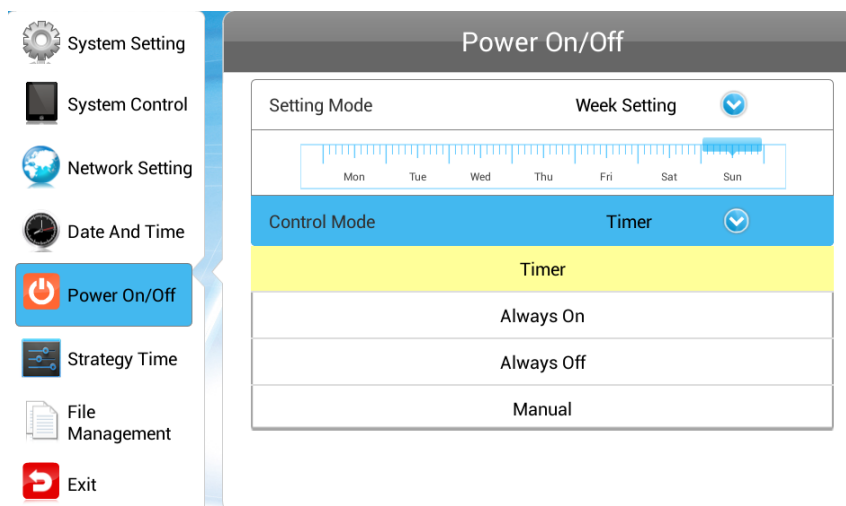 System Setting
System Control
Network Setting
Date And Time
Power On/Off
Strategy Time
File
Management
Exit
Power On/Off
Setting Mode Week Setting
Mon Tue Wed Thu Fri Sat Sun
Control Mode Timer
Timer
Always On
Always Off
Manual